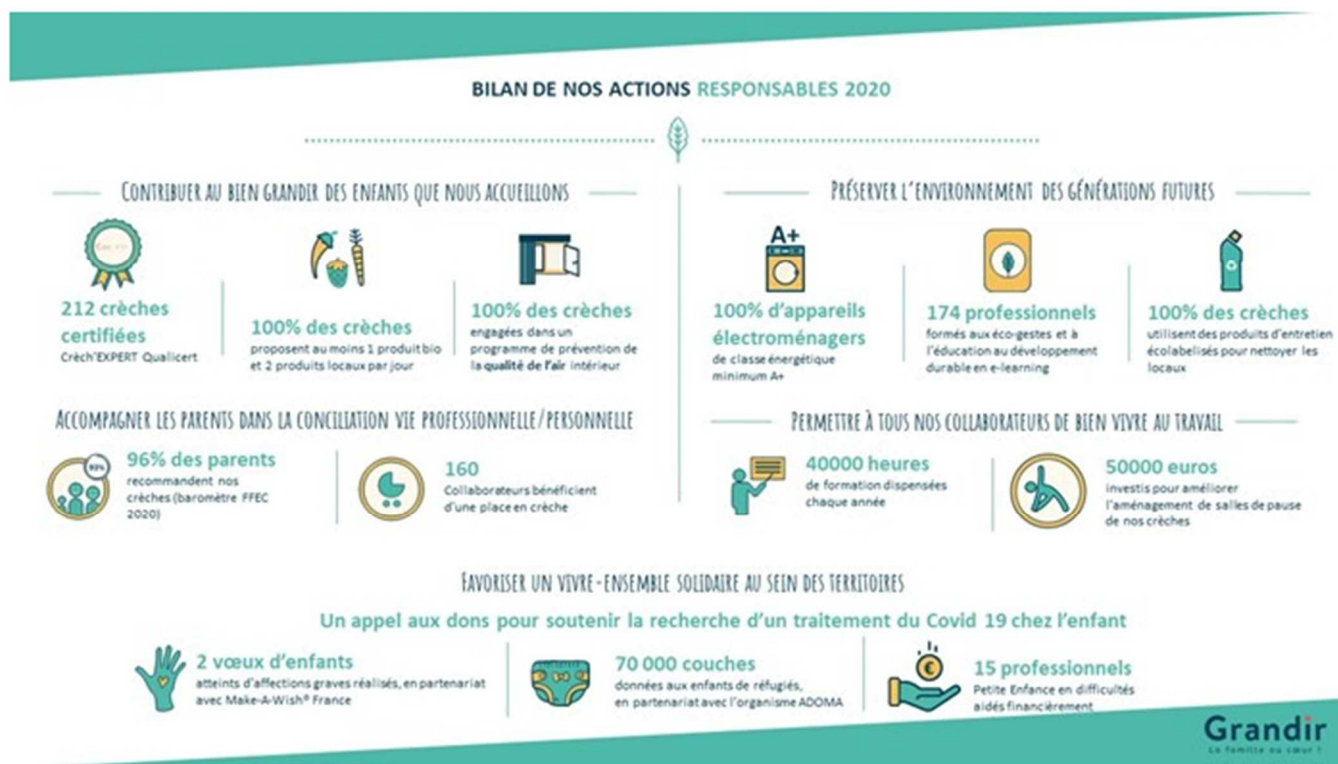 BILAN DE NOS ACTIONS RESPONSABLES 2020
CONTRIBUER AU BIEN GRANDIR DES ENFANTS QUE NOUS ACCUEILLONS
212 crèches
certifiées
Crèch'EXPERT Qualicert
100% des crèches
proposent au moins 1 produit bio
et 2 produits locaux par jour
100% des crèches
engagées dans un
programme de prévention de
la qualité de l'air intérieur
PRÉSERVER L'ENVIRONNEMENT DES GÉNÉRATIONS FUTURES
A+
100% d'appareils
électroménagers
de classe énergétique
minimum A+
174 professionnels
formés aux éco-gestes et à
l'éducation au développement
durable en e-learning
100% des crèches
utilisent des produits d'entretien
écolabelisés pour nettoyer les
locaux
ACCOMPAGNER LES PARENTS DANS LA CONCILIATION VIE PROFESSIONNELLE/PERSONNELLE
96% des parents
recommandent nos
crèches (baromètre FFEC
2020)
160
Collaborateurs bénéficient
d'une place en crèche
PERMETTRE À TOUS NOS COLLABORATEURS DE BIEN VIVRE AU TRAVAIL
40000 heures
de formation dispensées
chaque année
50000 euros
investis pour améliorer
l'aménagement de salles de pause
de nos crèches
FAVORISER UN VIVRE-ENSEMBLE SOLIDAIRE AU SEIN DES TERRITOIRES
Un appel aux dons pour soutenir la recherche d'un traitement du Covid 19 chez l'enfant
2 vœux d'enfants
atteints d'affections graves réalisés, en partenariat
avec Make-A-Wish® France
70 000 couches
données aux enfants de réfugiés,
en partenariat avec l'organisme ADOMA
€
15 professionnels
Petite Enfance en difficultés
aidés financièrement
Grandir
La famille au cœur !